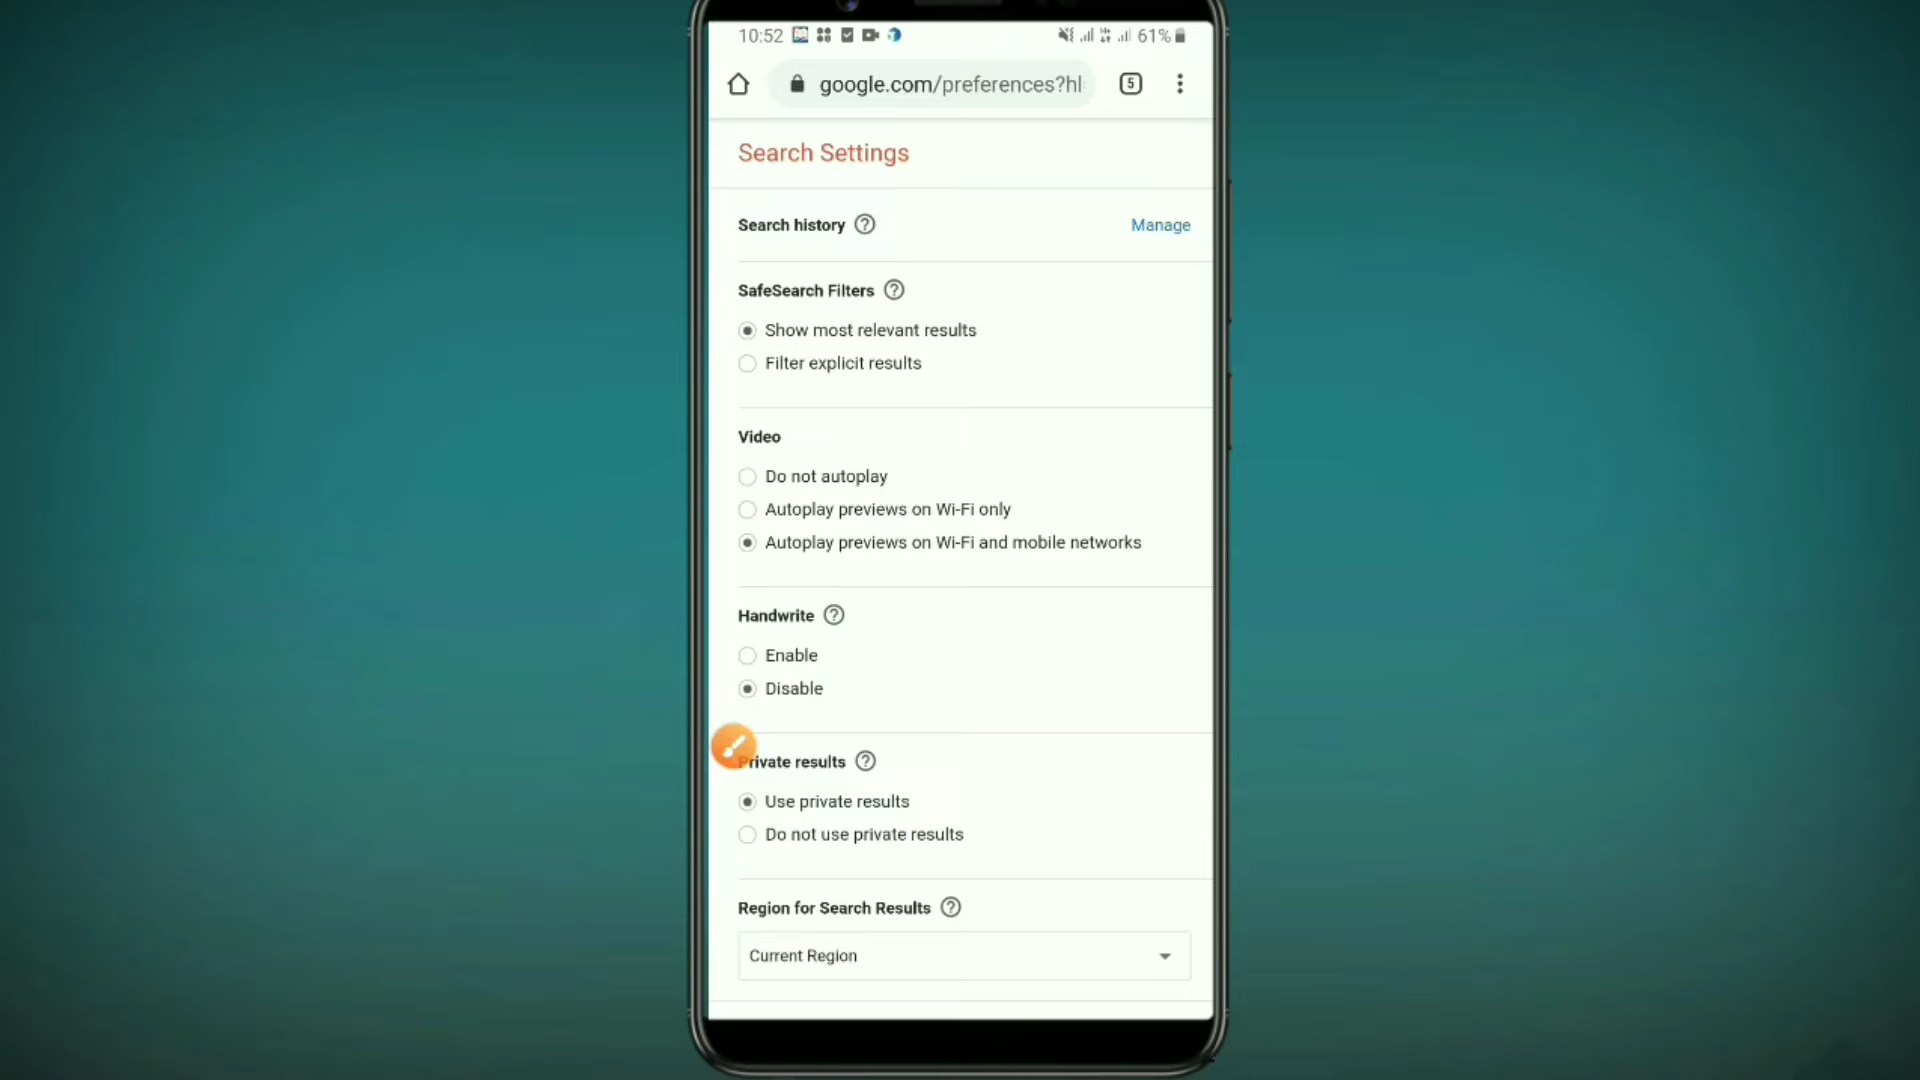 10:52 61%
google.com/preferences?hl
5
Search Settings
Search history
Manage
SafeSearch Filters
Show most relevant results
Filter explicit results
Video
Do not autoplay
Autoplay previews on Wi-Fi only
Autoplay previews on Wi-Fi and mobile networks
Handwrite
Enable
Disable
Private results
Use private results
Do not use private results
Region for Search Results
Current Region